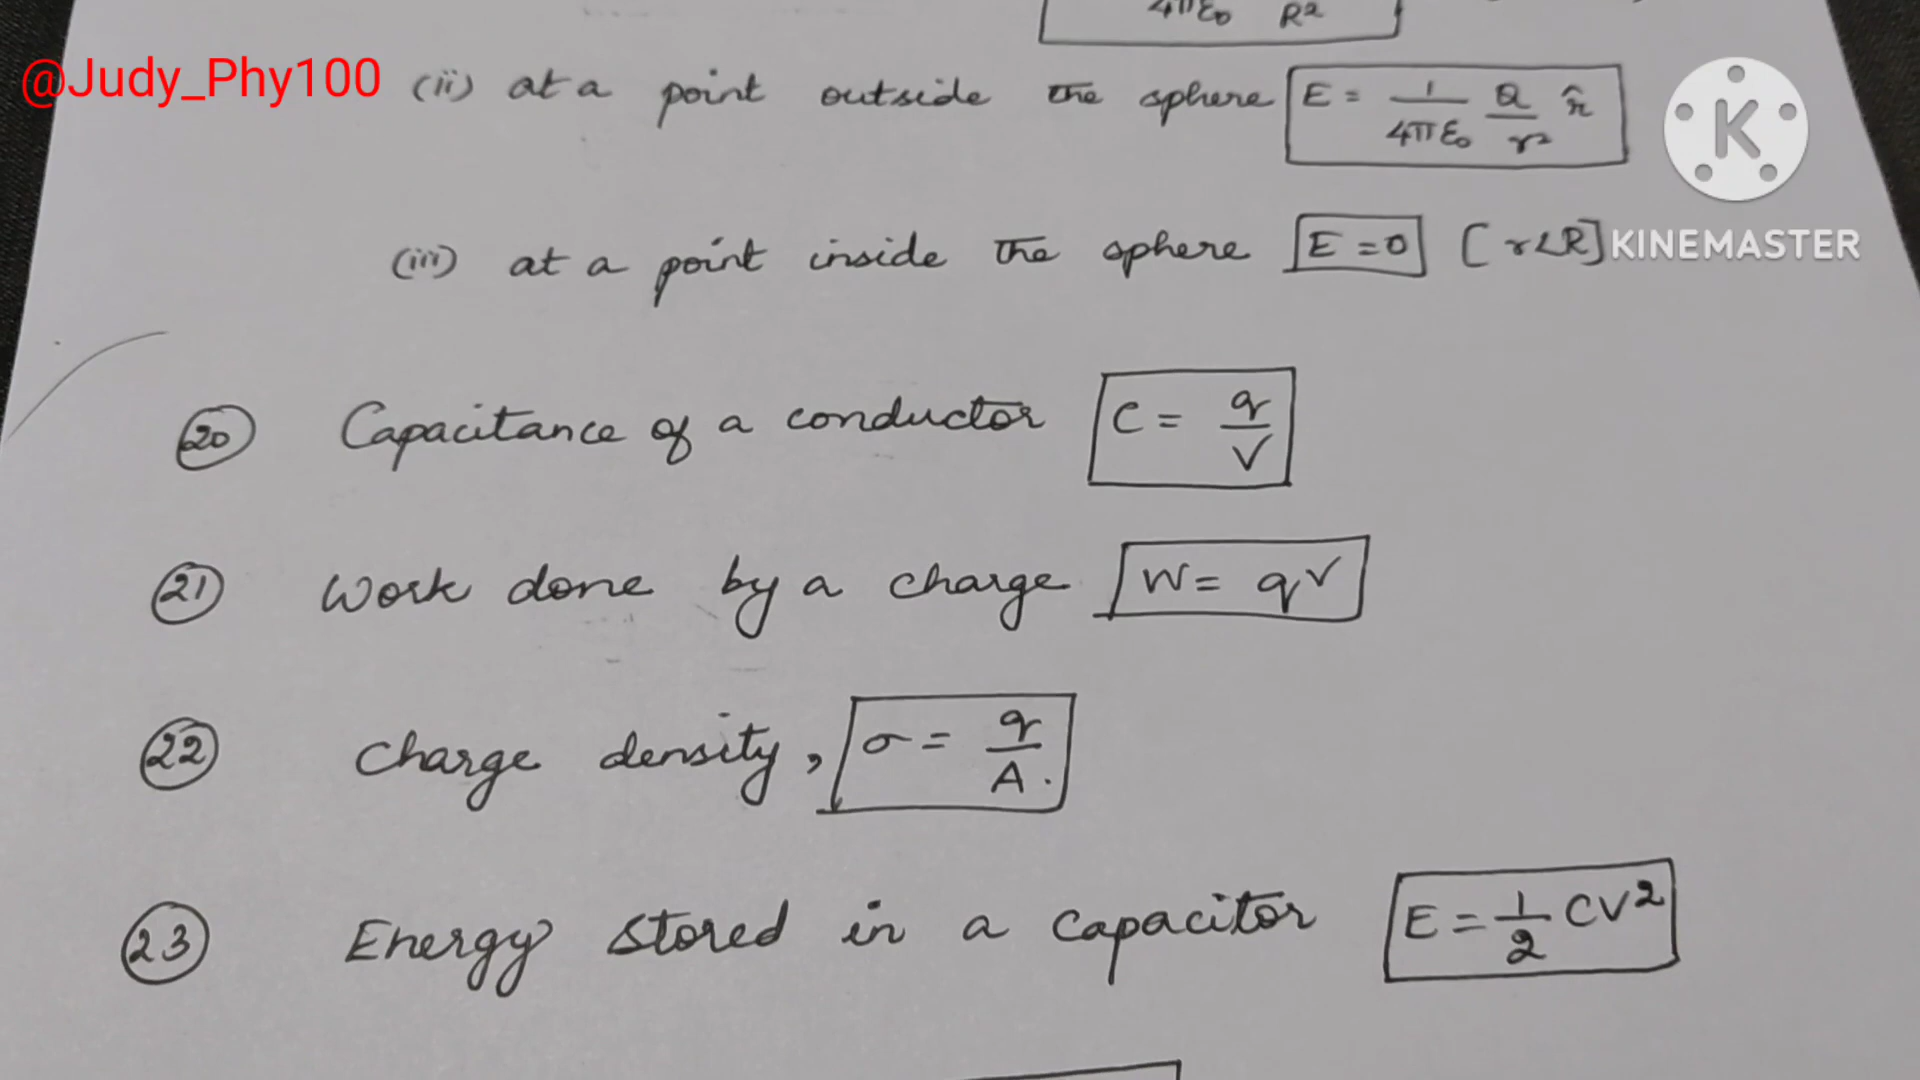 4πε₀ R²
@Judy_Phy100 (ii) at a point outside the sphere E = 1/4πε₀ Q/r² r̂
(iii) at a point inside the sphere E = 0 [r<R] KINEMASTER
20 Capacitance of a conductor C = q/V
21 Work done by a charge W = qV
22 Charge density, σ = q/A.
23 Energy stored in a capacitor E = 1/2 CV²